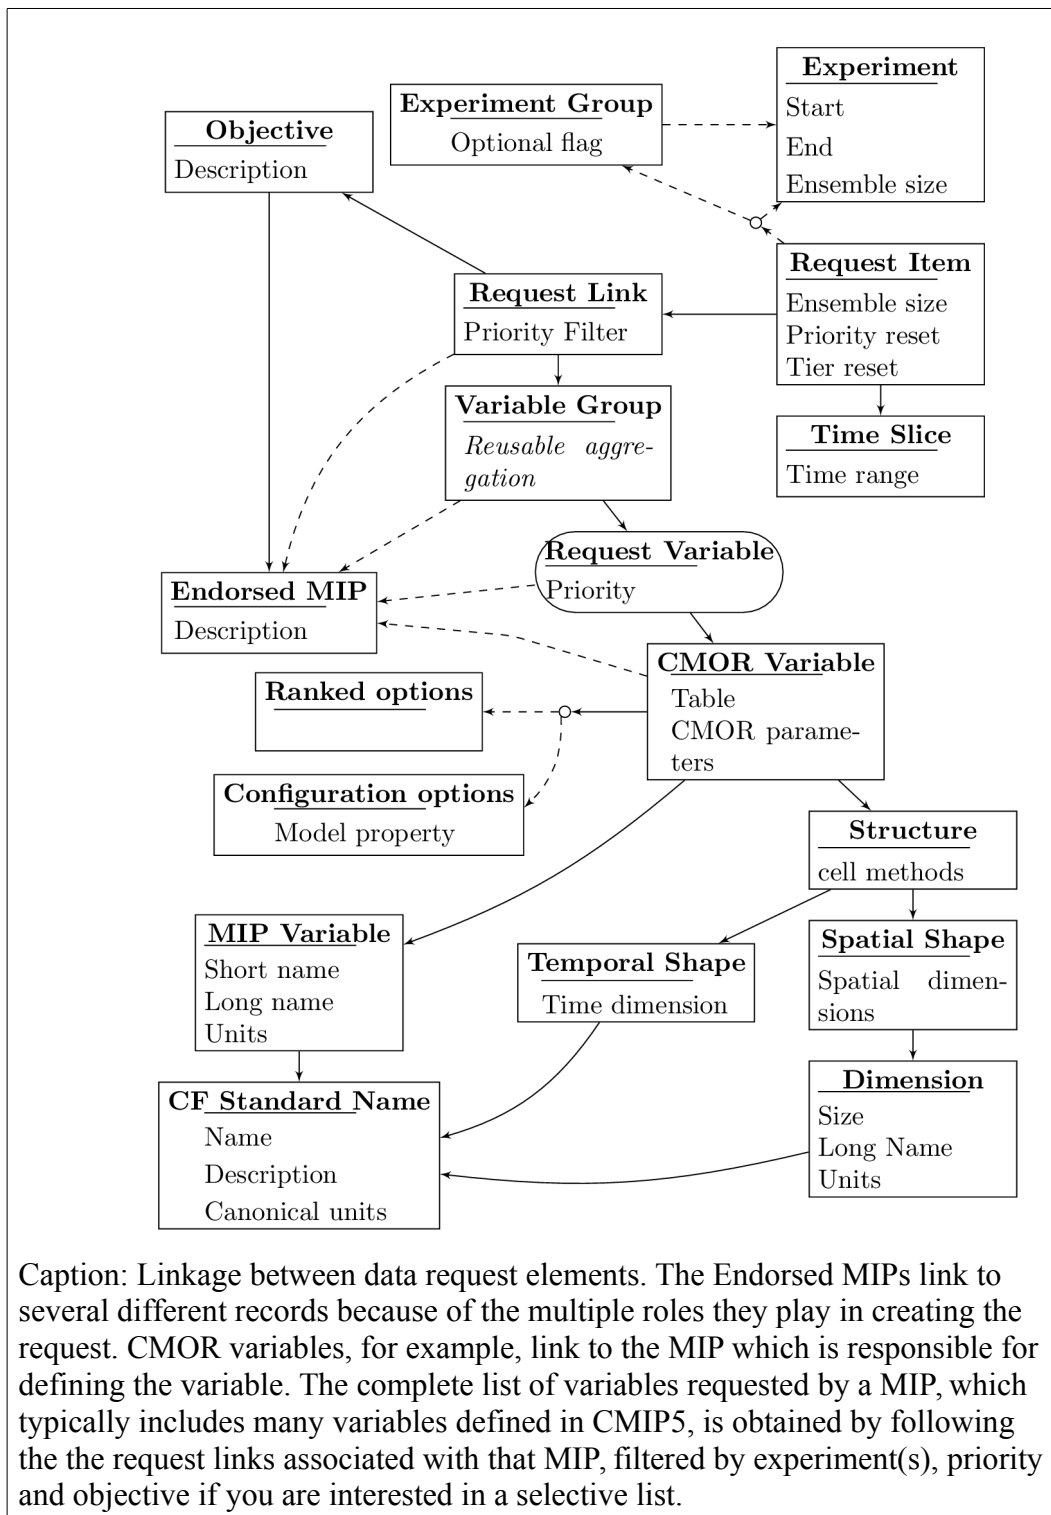 Experiment
Start
End
Ensemble size
Experiment Group
Optional flag
Objective
Description
Request Item
Ensemble size
Priority reset
Tier reset
Request Link
Priority Filter
Variable Group
Reusable aggre-
gation
Time Slice
Time range
Request Variable
Priority
Endorsed MIP
Description
CMOR Variable
Table
CMOR parame-
ters
Ranked options
Configuration options
Model property
Structure
cell methods
MIP Variable
Short name
Long name
Units
Temporal Shape
Time dimension
Spatial Shape
Spatial dimen-
sions
Dimension
Size
Long Name
Units
CF Standard Name
Name
Description
Canonical units
Caption: Linkage between data request elements. The Endorsed MIPs link to
several different records because of the multiple roles they play in creating the
request. CMOR variables, for example, link to the MIP which is responsible for
defining the variable. The complete list of variables requested by a MIP, which
typically includes many variables defined in CMIP5, is obtained by following
the the request links associated with that MIP, filtered by experiment(s), priority
and objective if you are interested in a selective list.